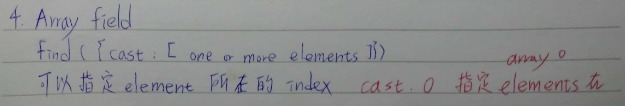 4. Array field
find ( { cast : [ one or more elements ] } )
array 0
可以指定 element 所在的 index cast. 0 指定 elements 在